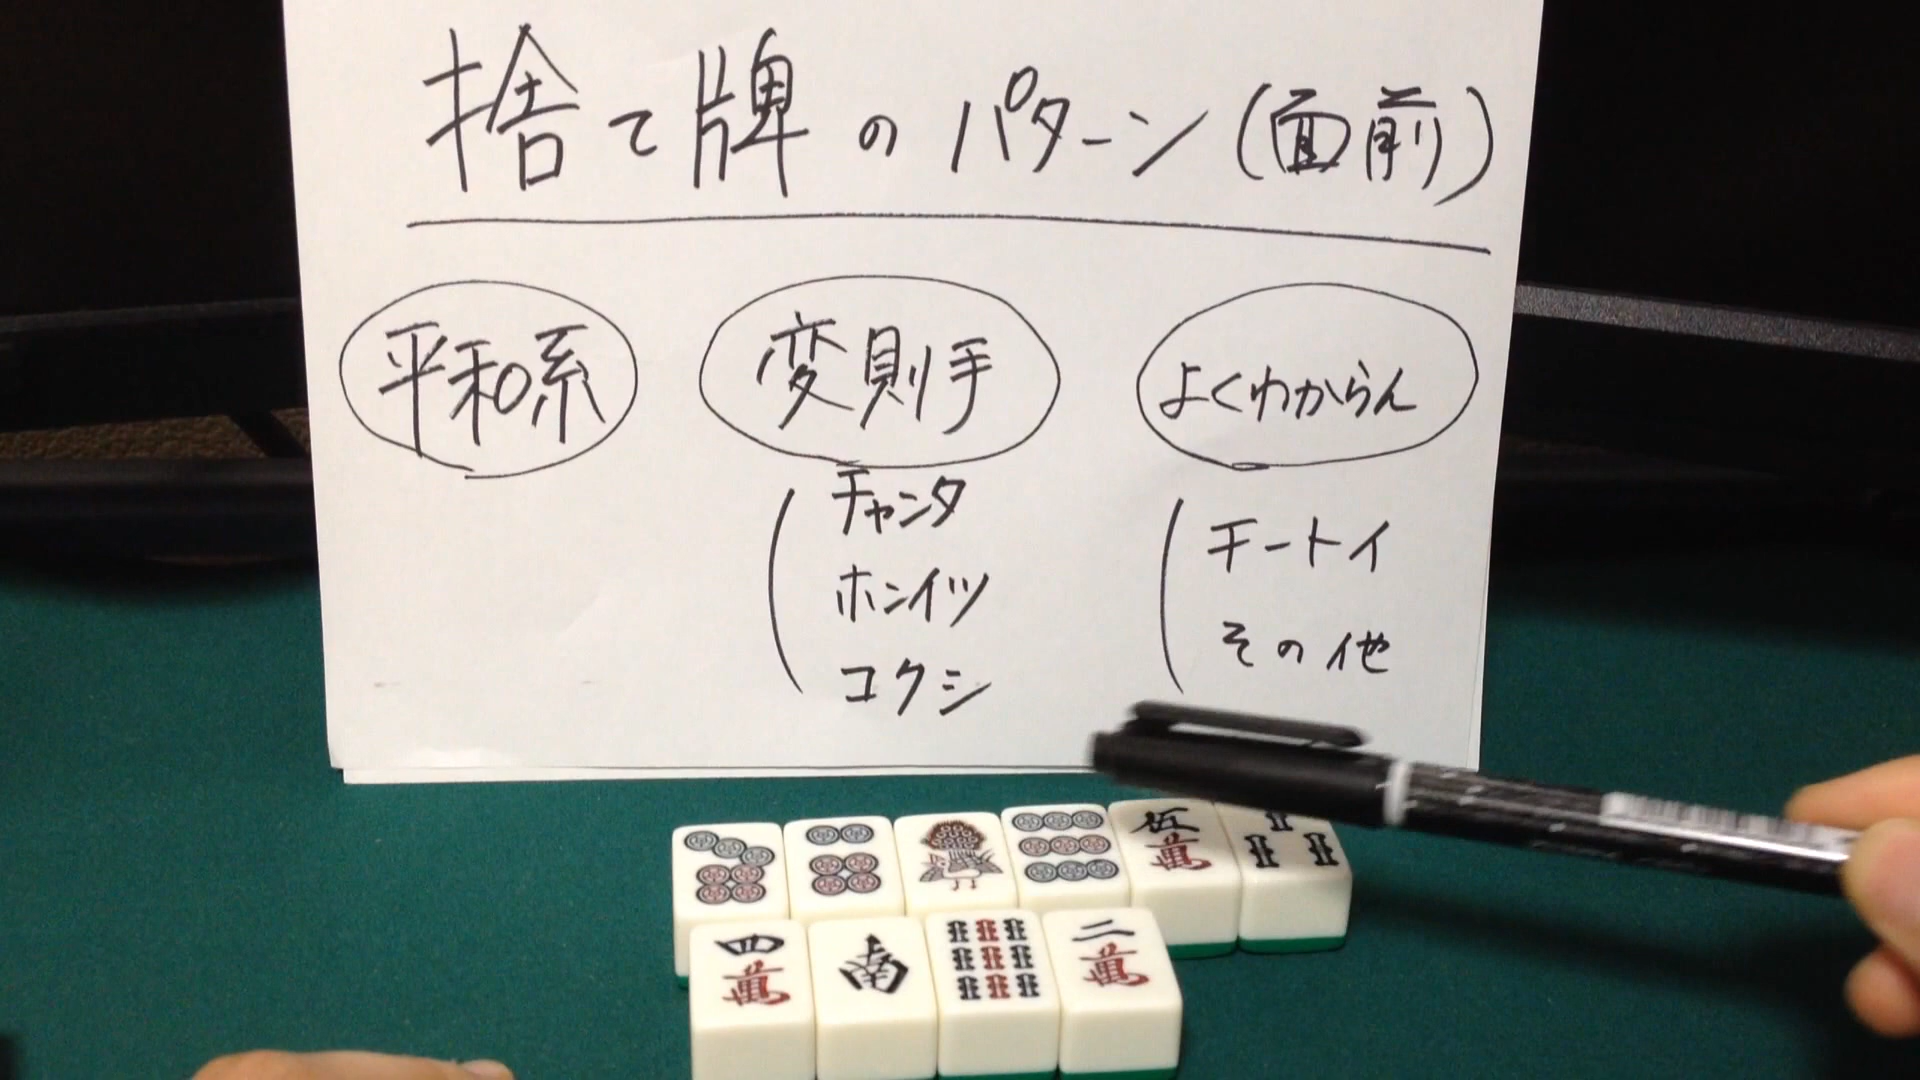 捨て牌のパターン(面前)
平和系 変則手 よくわからん
チャンタ チートイ
ホンイツ その他
コクシ
伍萬
四萬 南 二萬